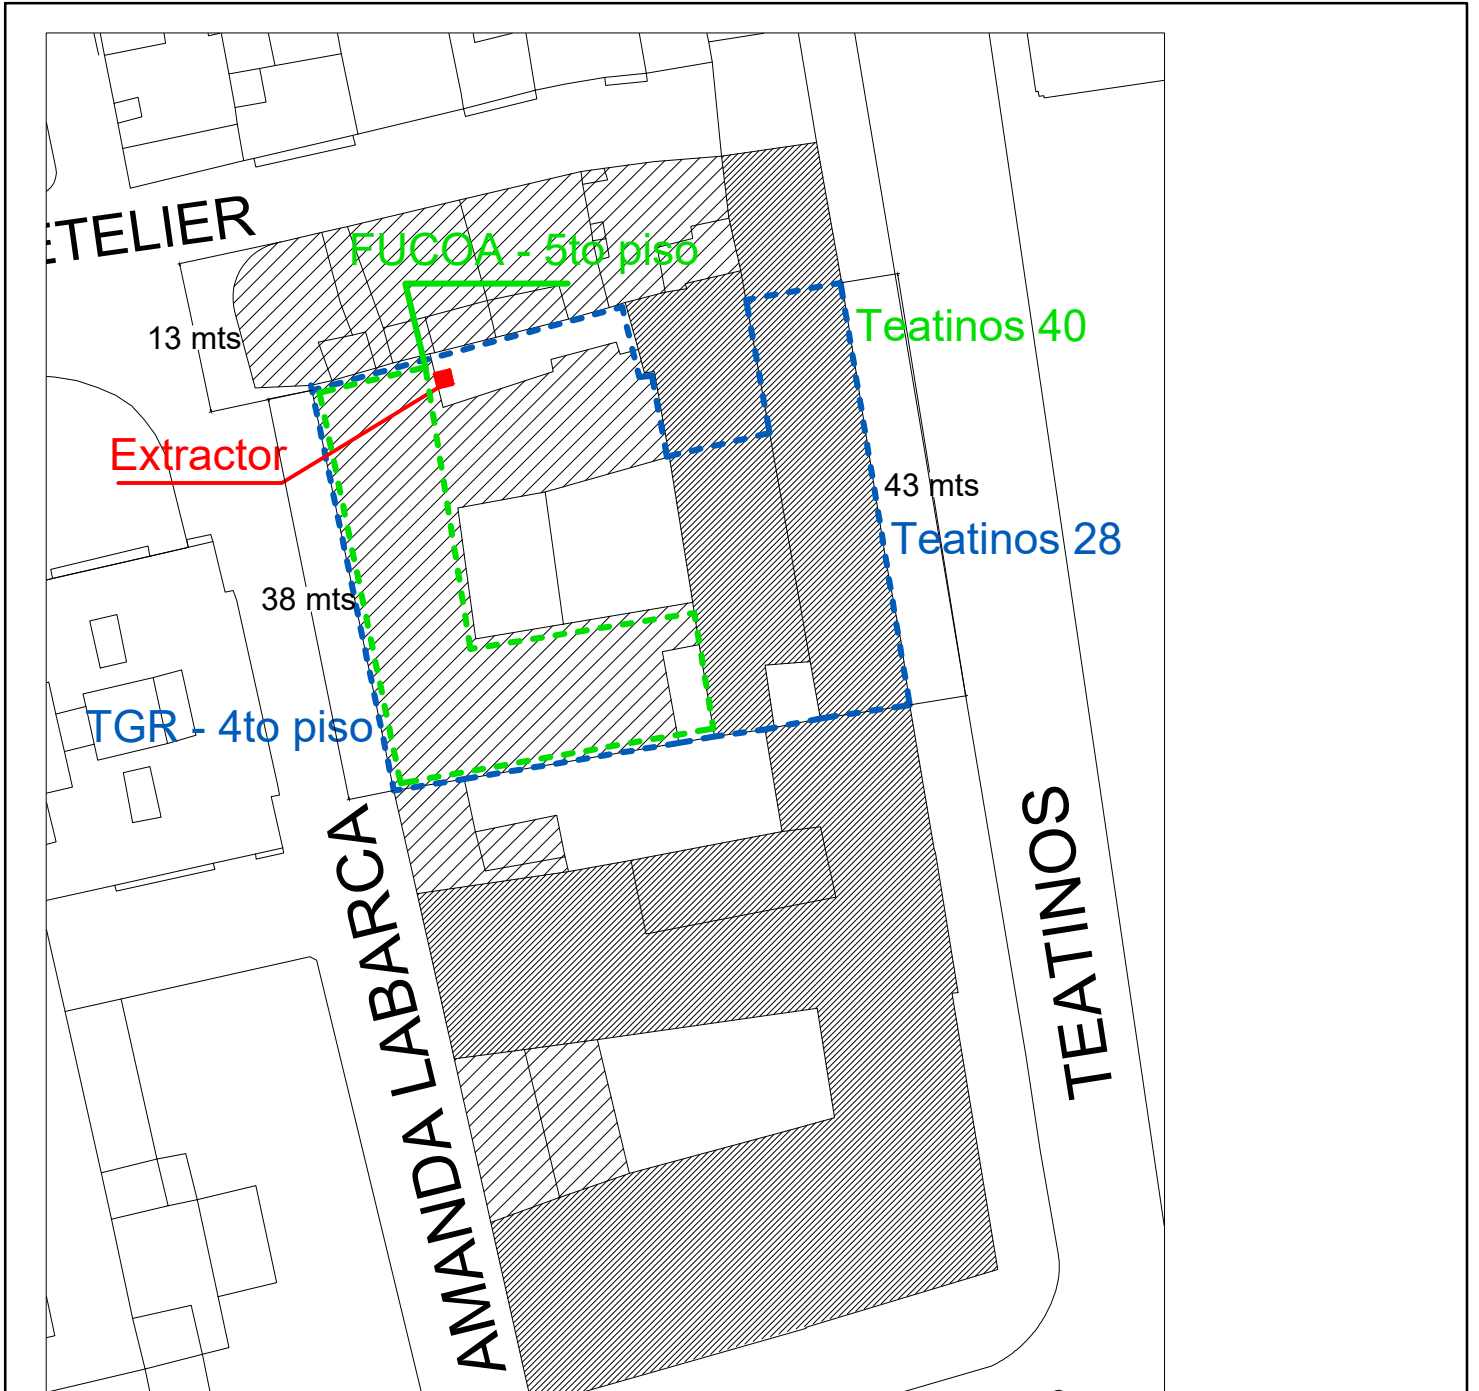 ETELIER
FUCOA - 5to piso
13 mts
Teatinos 40
Extractor
43 mts
Teatinos 28
38 mts
TGR - 4to piso
AMANDA LABARCA
TEATINOS